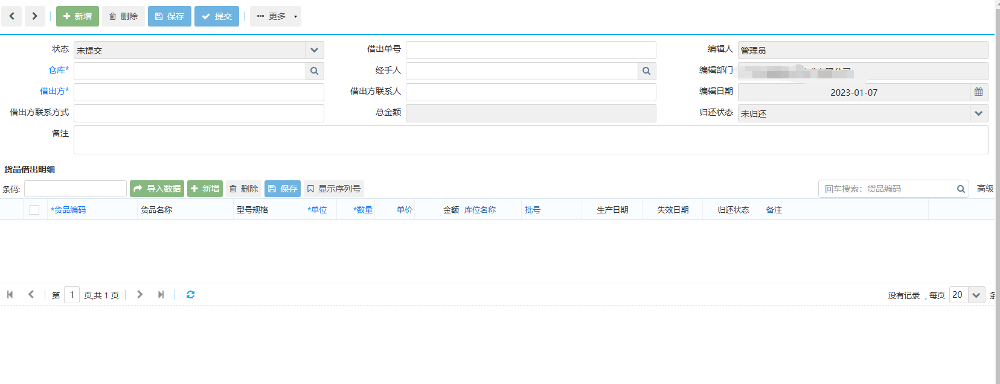 新增 删除 保存 提交 更多
状态 未提交 借出单号 编辑人 管理员
仓库* 经手人 编辑部门
借出方* 借出方联系人 编辑日期 2023-01-07
借出方联系方式 总金额 归还状态 未归还
备注
货品借出明细
条码: 导入数据 新增 删除 保存 显示序列号 回车搜索：货品编码 高级
*货品编码 货品名称 型号规格 *单位 *数量 单价 金额 库位名称 批号 生产日期 失效日期 归还状态 备注
第 1 页,共 1 页 没有记录 , 每页 20